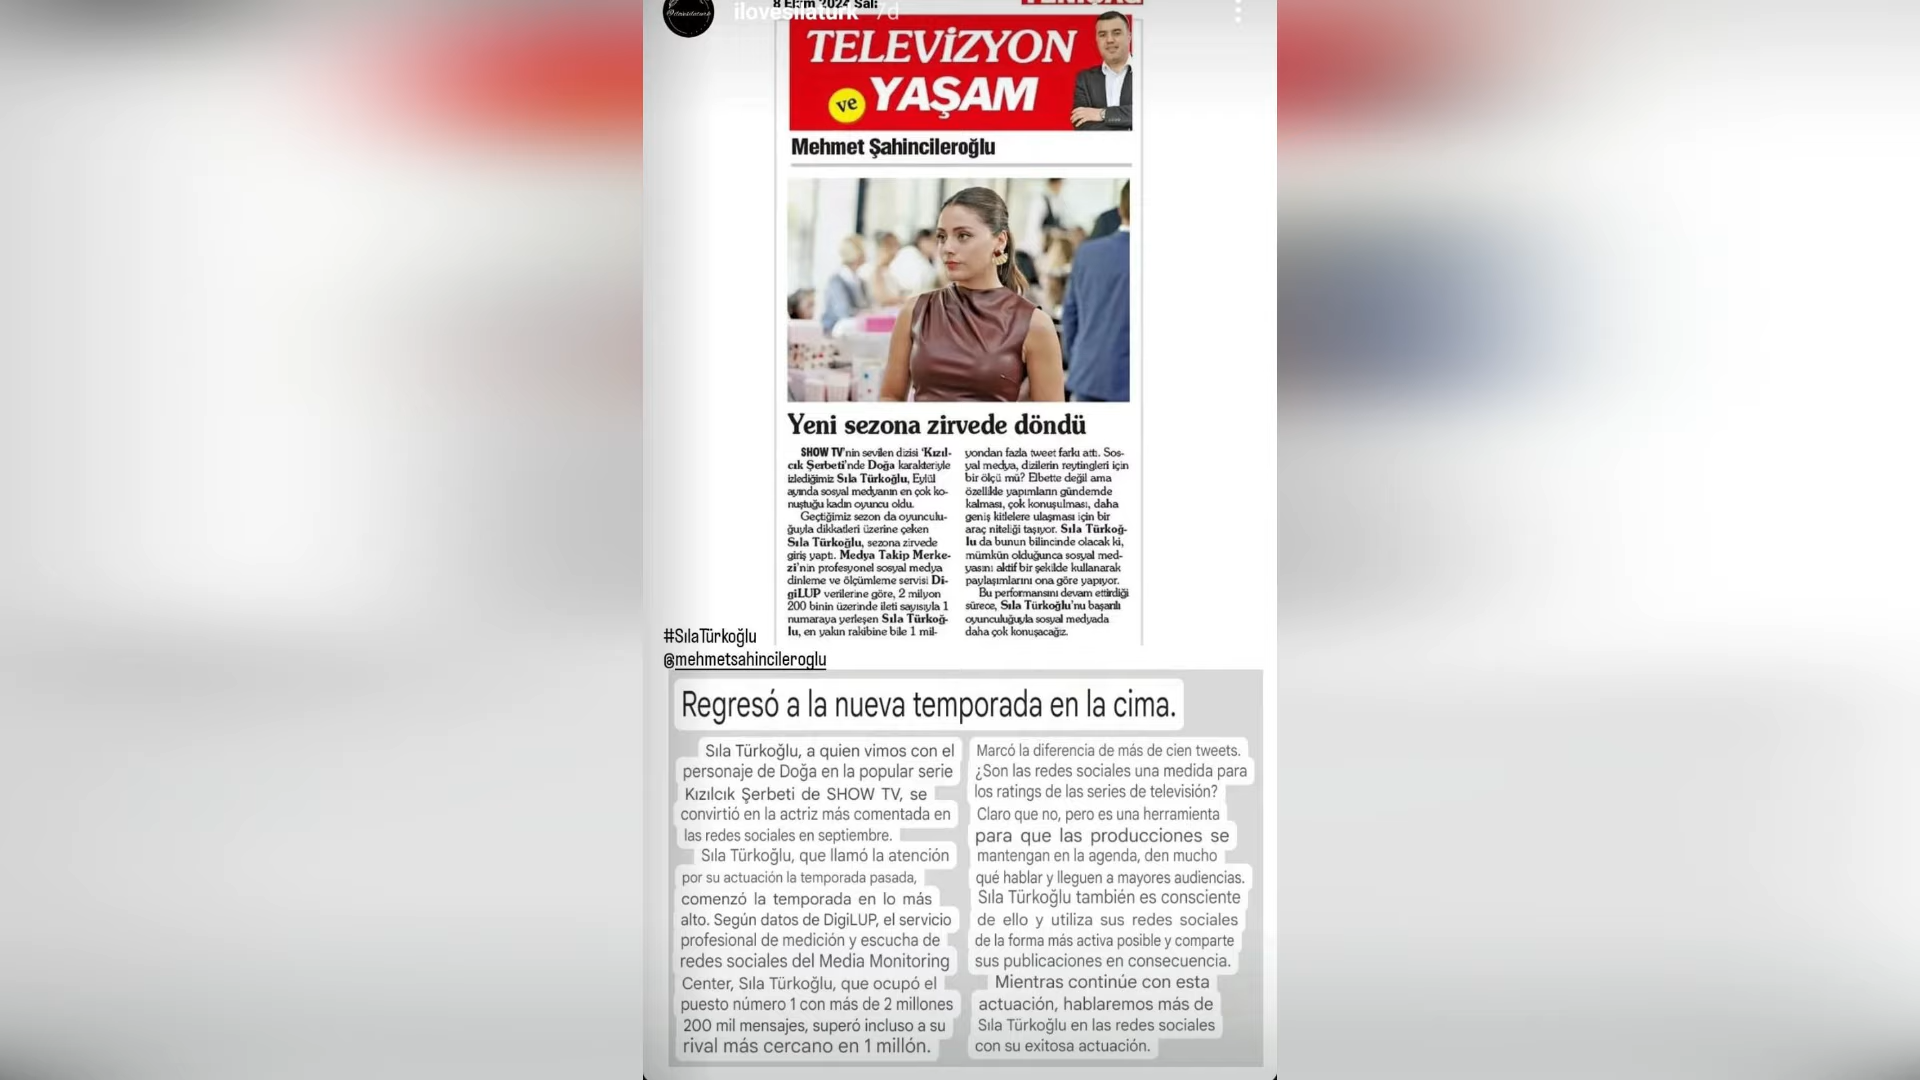 8 Ekim 2024 Salı
ilovesilaturk 7d
YENİÇAĞ
TELEVİZYON
ve YAŞAM
Mehmet Şahincileroğlu
Yeni sezona zirvede döndü
SHOW TV'nin sevilen dizisi 'Kızıl-
cık Şerbeti'nde Doğa karakteriyle
izlediğimiz Sıla Türkoğlu, Eylül
ayında sosyal medyanın en çok ko-
nuştuğu kadın oyuncu oldu.
Geçtiğimiz sezon da oyunculu-
ğuyla dikkatleri üzerine çeken
Sıla Türkoğlu, sezona zirvede
giriş yaptı. Medya Takip Merke-
zi'nin profesyonel sosyal medya
dinleme ve ölçümleme servisi Di-
giLUP verilerine göre, 2 milyon
200 binin üzerinde ileti sayısıyla 1
numaraya yerleşen Sıla Türkoğ-
lu, en yakın rakibine bile 1 mil-
yondan fazla tweet farkı attı. Sos-
yal medya, dizilerin reytingleri için
bir ölçü mü? Elbette değil ama
özellikle yapımların gündemde
kalması, çok konuşulması, daha
geniş kitlelere ulaşması için bir
araç niteliği taşıyor. Sıla Türkoğ-
lu da bunun bilincinde olacak ki,
mümkün olduğunca sosyal med-
yasını aktif bir şekilde kullanarak
paylaşımlarını ona göre yapıyor.
Bu performansını devam ettirdiği
sürece, Sıla Türkoğlu'nu başarılı
oyunculuğuyla sosyal medyada
daha çok konuşacağız.
#SılaTürkoğlu
@mehmetsahincileroglu
Regresó a la nueva temporada en la cima.
Sıla Türkoğlu, a quien vimos con el
personaje de Doğa en la popular serie
Kızılcık Şerbeti de SHOW TV, se
convirtió en la actriz más comentada en
las redes sociales en septiembre.
Sıla Türkoğlu, que llamó la atención
por su actuación la temporada pasada,
comenzó la temporada en lo más
alto. Según datos de DigiLUP, el servicio
profesional de medición y escucha de
redes sociales del Media Monitoring
Center, Sıla Türkoğlu, que ocupó el
puesto número 1 con más de 2 millones
200 mil mensajes, superó incluso a su
rival más cercano en 1 millón.
Marcó la diferencia de más de cien tweets.
¿Son las redes sociales una medida para
los ratings de las series de televisión?
Claro que no, pero es una herramienta
para que las producciones se
mantengan en la agenda, den mucho
qué hablar y lleguen a mayores audiencias.
Sıla Türkoğlu también es consciente
de ello y utiliza sus redes sociales
de la forma más activa posible y comparte
sus publicaciones en consecuencia.
Mientras continúe con esta
actuación, hablaremos más de
Sıla Türkoğlu en las redes sociales
con su exitosa actuación.